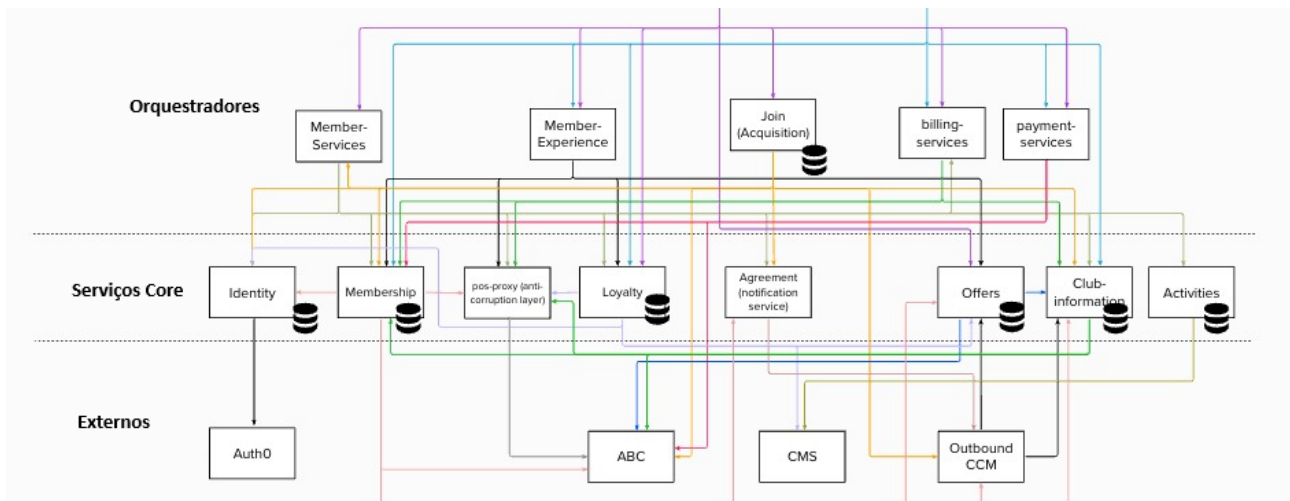 Orquestradores
Member-
Services
Member-
Experience
Join
(Acquisition)
billing-
services
payment-
services
Serviços Core
Identity
Membership
pos-proxy (anti-
corruption layer)
Loyalty
Agreement
(notification
service)
Offers
Club-
information
Activities
Externos
Auth0
ABC
CMS
Outbound
CCM